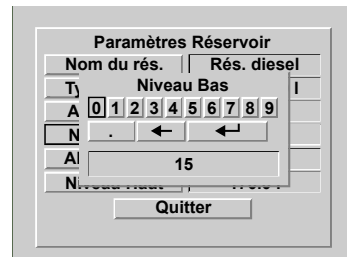 Paramètres Réservoir
Nom du rés. Rés. diesel
Niveau Bas
0 1 2 3 4 5 6 7 8 9
.
15
Quitter